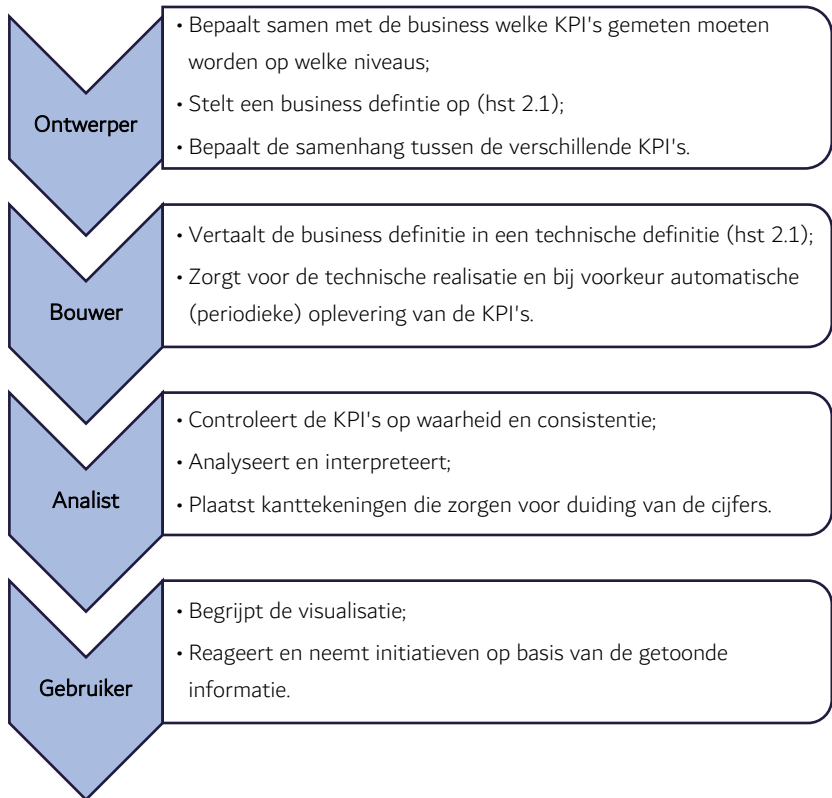 Ontwerper
• Bepaalt samen met de business welke KPI's gemeten moeten
worden op welke niveaus;
• Stelt een business defintie op (hst 2.1);
• Bepaalt de samenhang tussen de verschillende KPI's.
Bouwer
• Vertaalt de business definitie in een technische definitie (hst 2.1);
• Zorgt voor de technische realisatie en bij voorkeur automatische
(periodieke) oplevering van de KPI's.
Analist
• Controleert de KPI's op waarheid en consistentie;
• Analyseert en interpreteert;
• Plaatst kanttekeningen die zorgen voor duiding van de cijfers.
Gebruiker
• Begrijpt de visualisatie;
• Reageert en neemt initiatieven op basis van de getoonde
informatie.